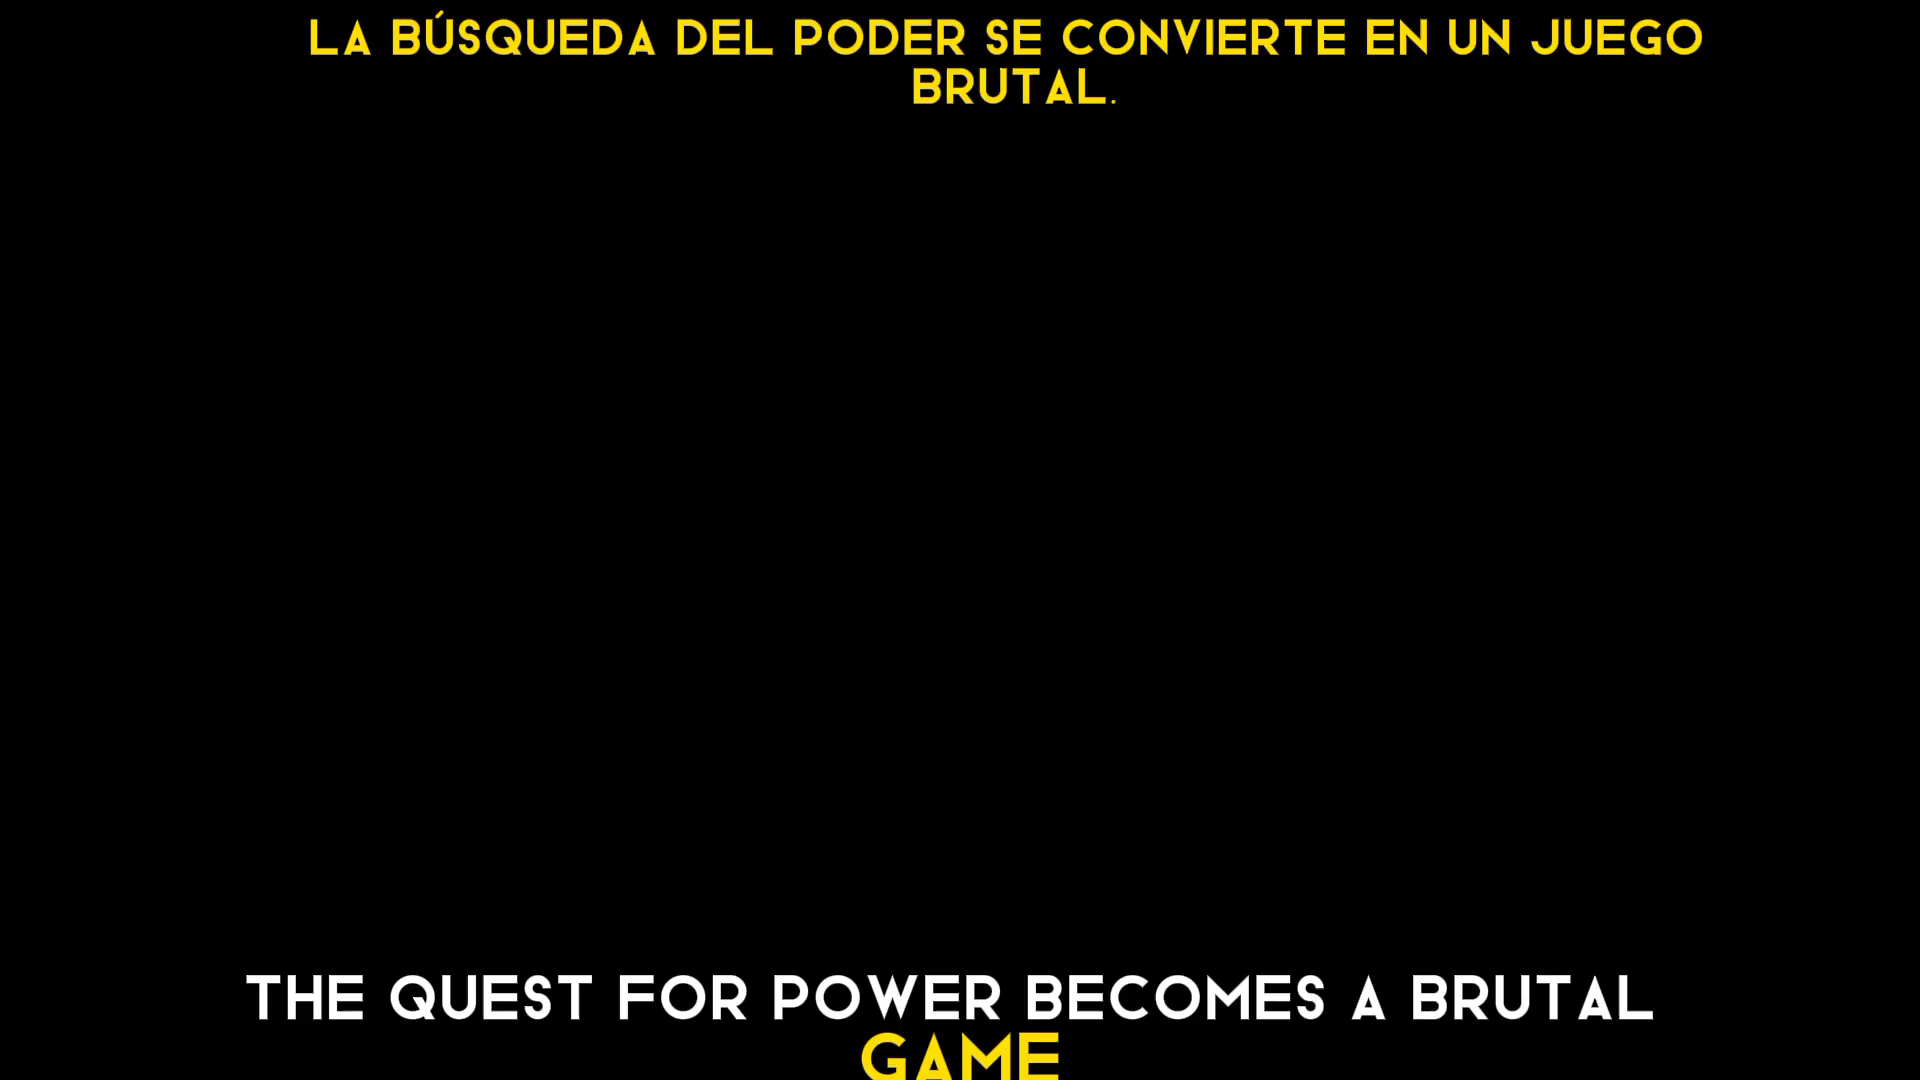 LA BÚSQUEDA DEL PODER SE CONVIERTE EN UN JUEGO
BRUTAL.
THE QUEST FOR POWER BECOMES A BRUTAL
GAME